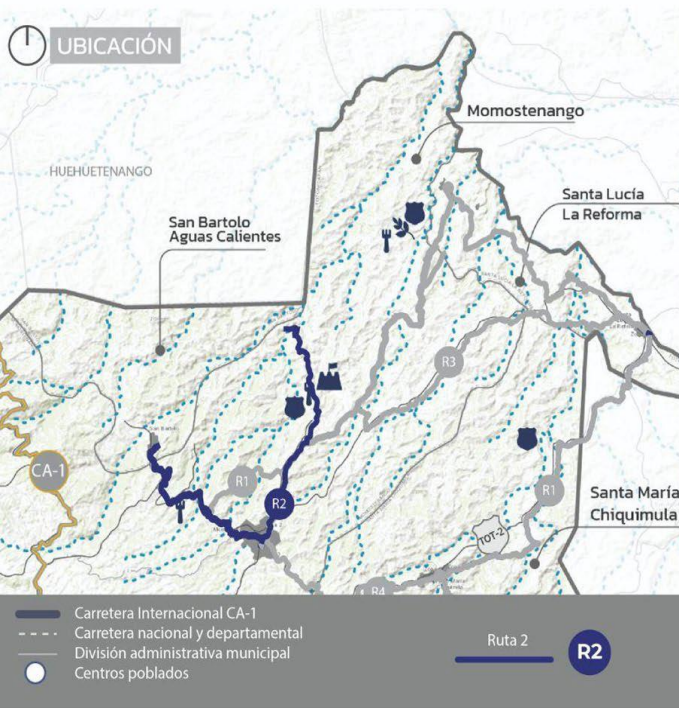 UBICACIÓN
Momostenango
HUEHUETENANGO
Santa Lucía
La Reforma
San Bartolo
Aguas Calientes
R3
CA-1
R1
R2
R1
Santa María
Chiquimula
TOT-2
R4
Carretera Internacional CA-1
Carretera nacional y departamental
División administrativa municipal
Centros poblados
Ruta 2
R2